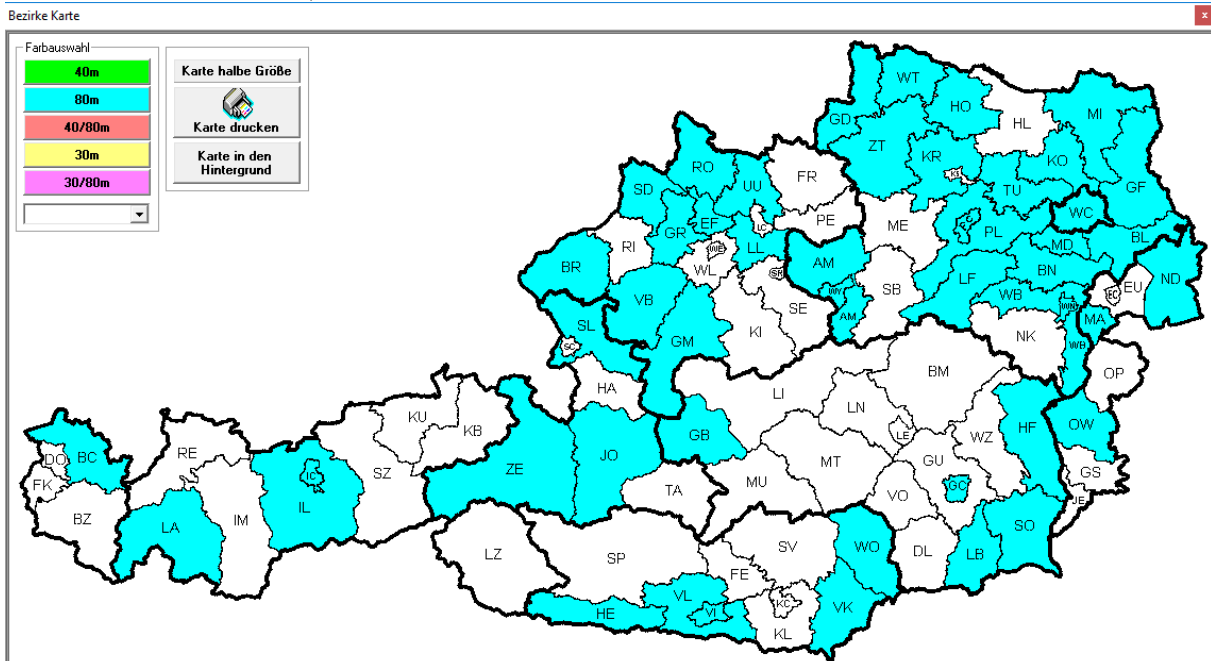 Bezirke Karte
x
Farbauswahl
40m
80m
40/80m
30m
30/80m
Karte halbe Größe
Karte drucken
Karte in den
Hintergrund
WT
HO
HL
MI
GD
ZT
KR
KS
KO
TU
GF
RO
UU
FR
SD
EF
GR
LC
PE
ME
PC
PL
WC
RI
WL
WE
LL
AM
MD
BL
BR
SR
LF
BN
ND
VB
SE
WY
SB
WB
WN
EC
EU
SL
GM
KI
AM
NK
MA
SC
WB
OP
HA
BM
LI
LN
KU
KB
GB
LE
WZ
HF
OW
DO
BC
RE
SZ
ZE
JO
MT
GU
GS
FK
IC
IL
TA
MU
VO
GC
JE
BZ
LA
IM
SO
LZ
SP
SV
WO
DL
LB
FE
HE
VL
VI
KC
VK
KL